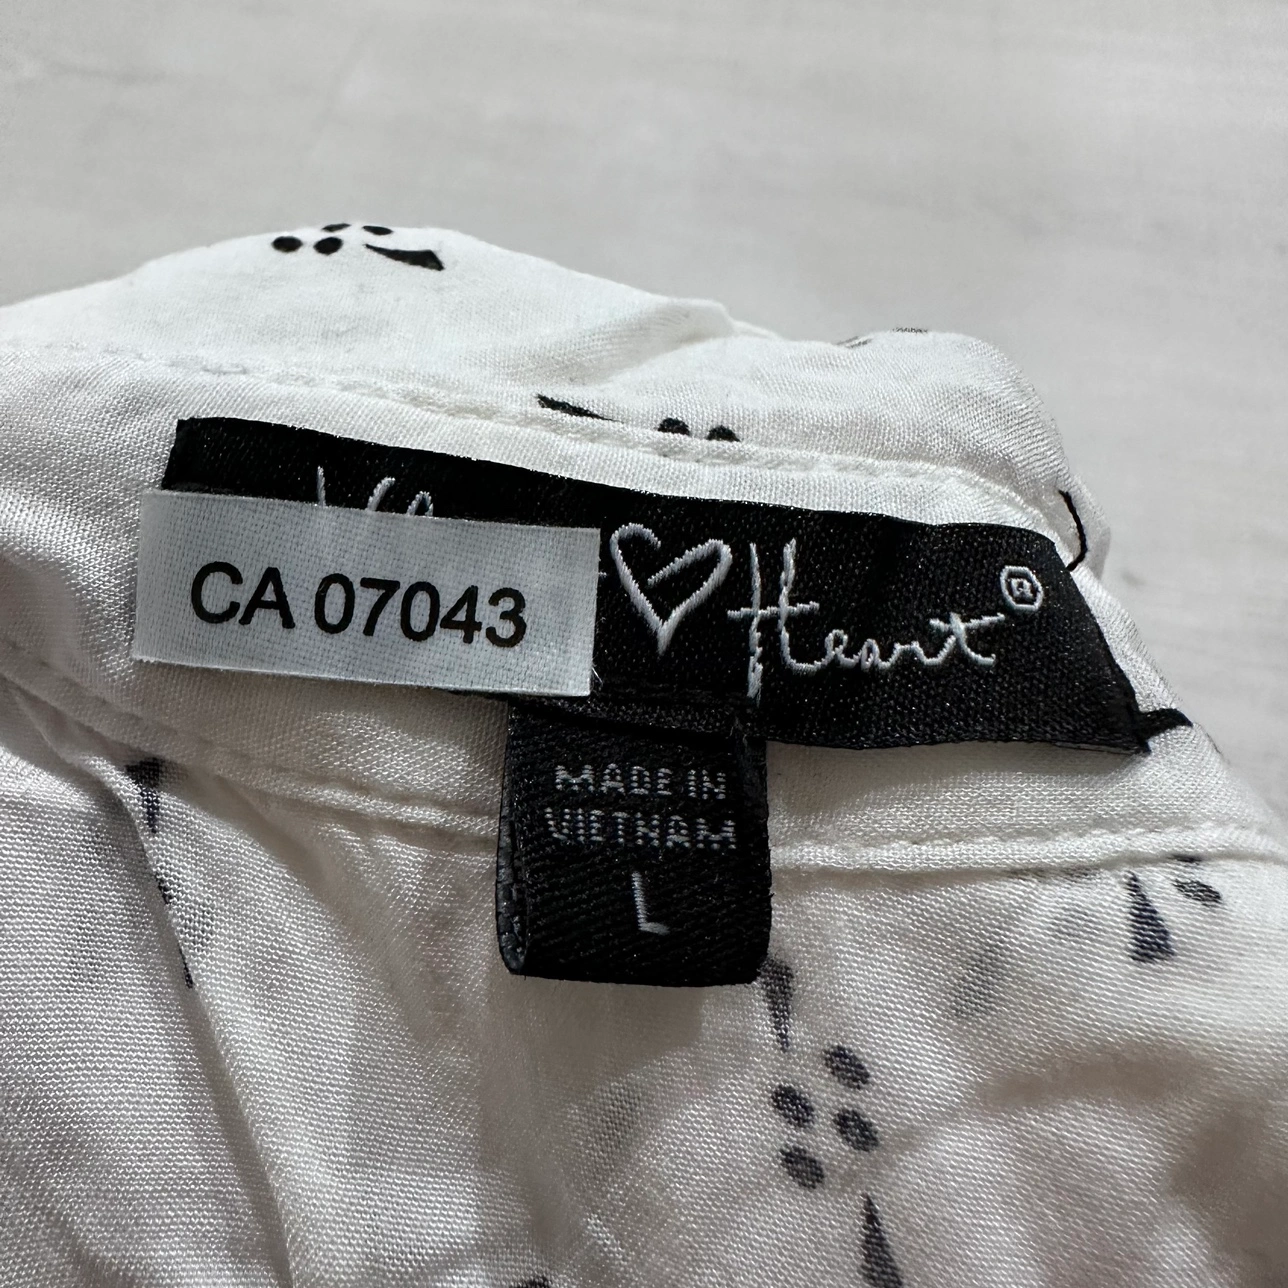 CA 07043
Heart®
MADE IN
VIETNAM
L